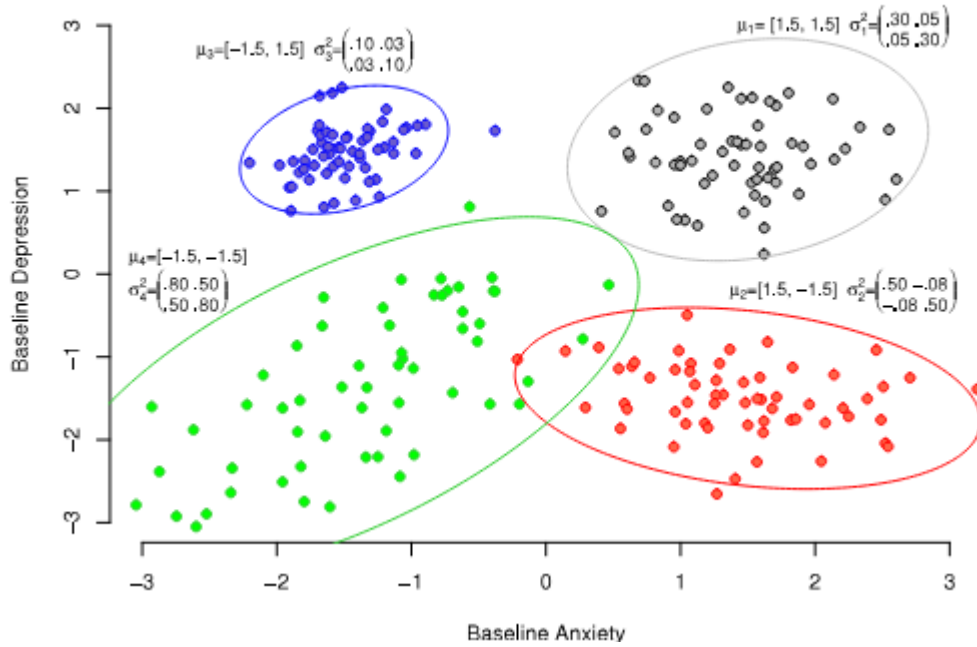 μ₁=[1.5, 1.5] σ₁²=(.30 .05
.05 .30)
μ₃=[−1.5, 1.5] σ₃²=(.10 .03
.03 .10)
μ₄=[−1.5, −1.5]
σ₄²=(.80 .50
.50 .80)
μ₂=[1.5, −1.5] σ₂²=(.50 −.08
−.08 .50)
Baseline Depression
3
2
1
0
−1
−2
−3
−3 −2 −1 0 1 2 3
Baseline Anxiety